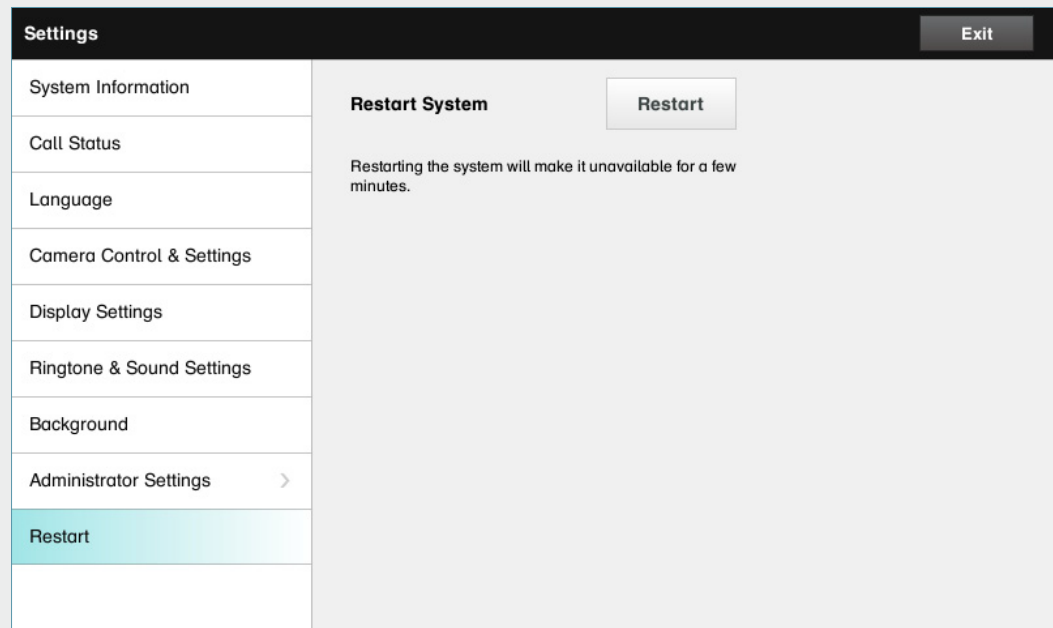 Settings
Exit
System Information
Call Status
Language
Camera Control & Settings
Display Settings
Ringtone & Sound Settings
Background
Administrator Settings
Restart
Restart System
Restart
Restarting the system will make it unavailable for a few
minutes.